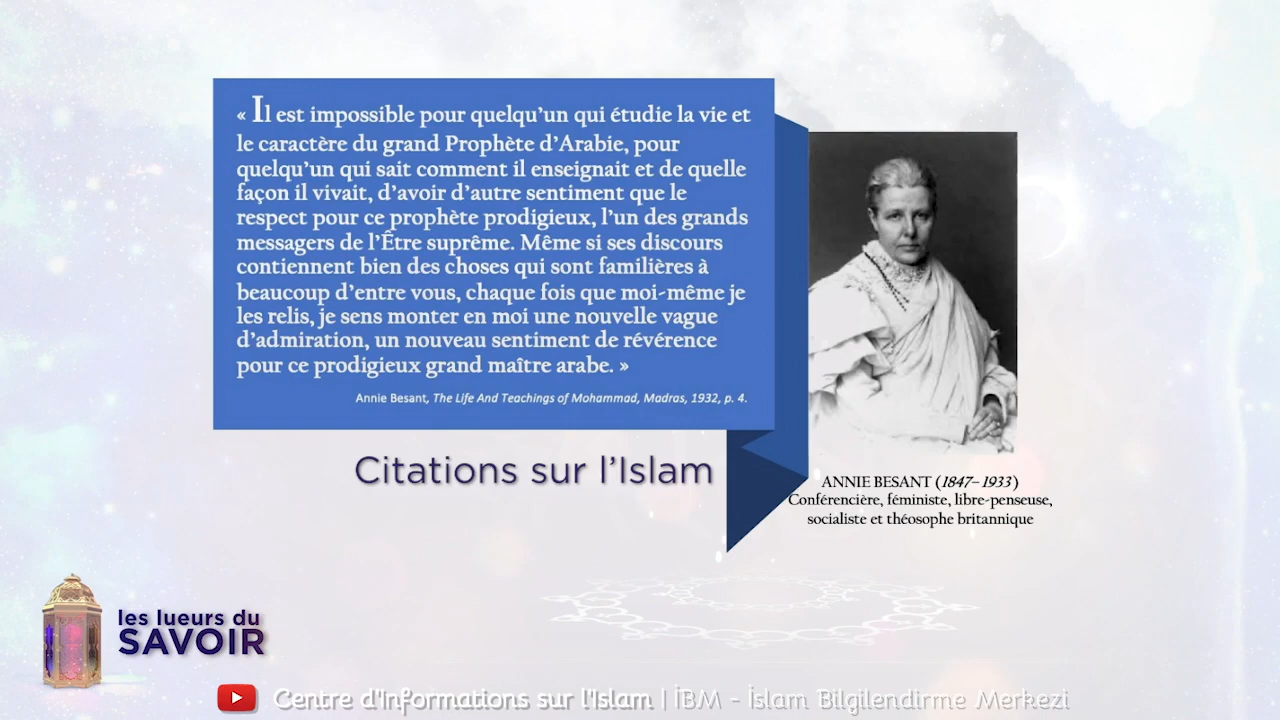 « Il est impossible pour quelqu’un qui étudie la vie et
le caractère du grand Prophète d’Arabie, pour
quelqu’un qui sait comment il enseignait et de quelle
façon il vivait, d’avoir d’autre sentiment que le
respect pour ce prophète prodigieux, l’un des grands
messagers de l’Être suprême. Même si ses discours
contiennent bien des choses qui sont familières à
beaucoup d’entre vous, chaque fois que moi-même je
les relis, je sens monter en moi une nouvelle vague
d’admiration, un nouveau sentiment de révérence
pour ce prodigieux grand maître arabe. »
Annie Besant, The Life And Teachings of Mohammad, Madras, 1932, p. 4.
Citations sur l’Islam
ANNIE BESANT (1847–1933)
Conférencière, féministe, libre-penseuse,
socialiste et théosophe britannique
les lueurs du
SAVOIR
Centre d'Informations sur l'Islam | İBM - İslam Bilgilendirme Merkezi